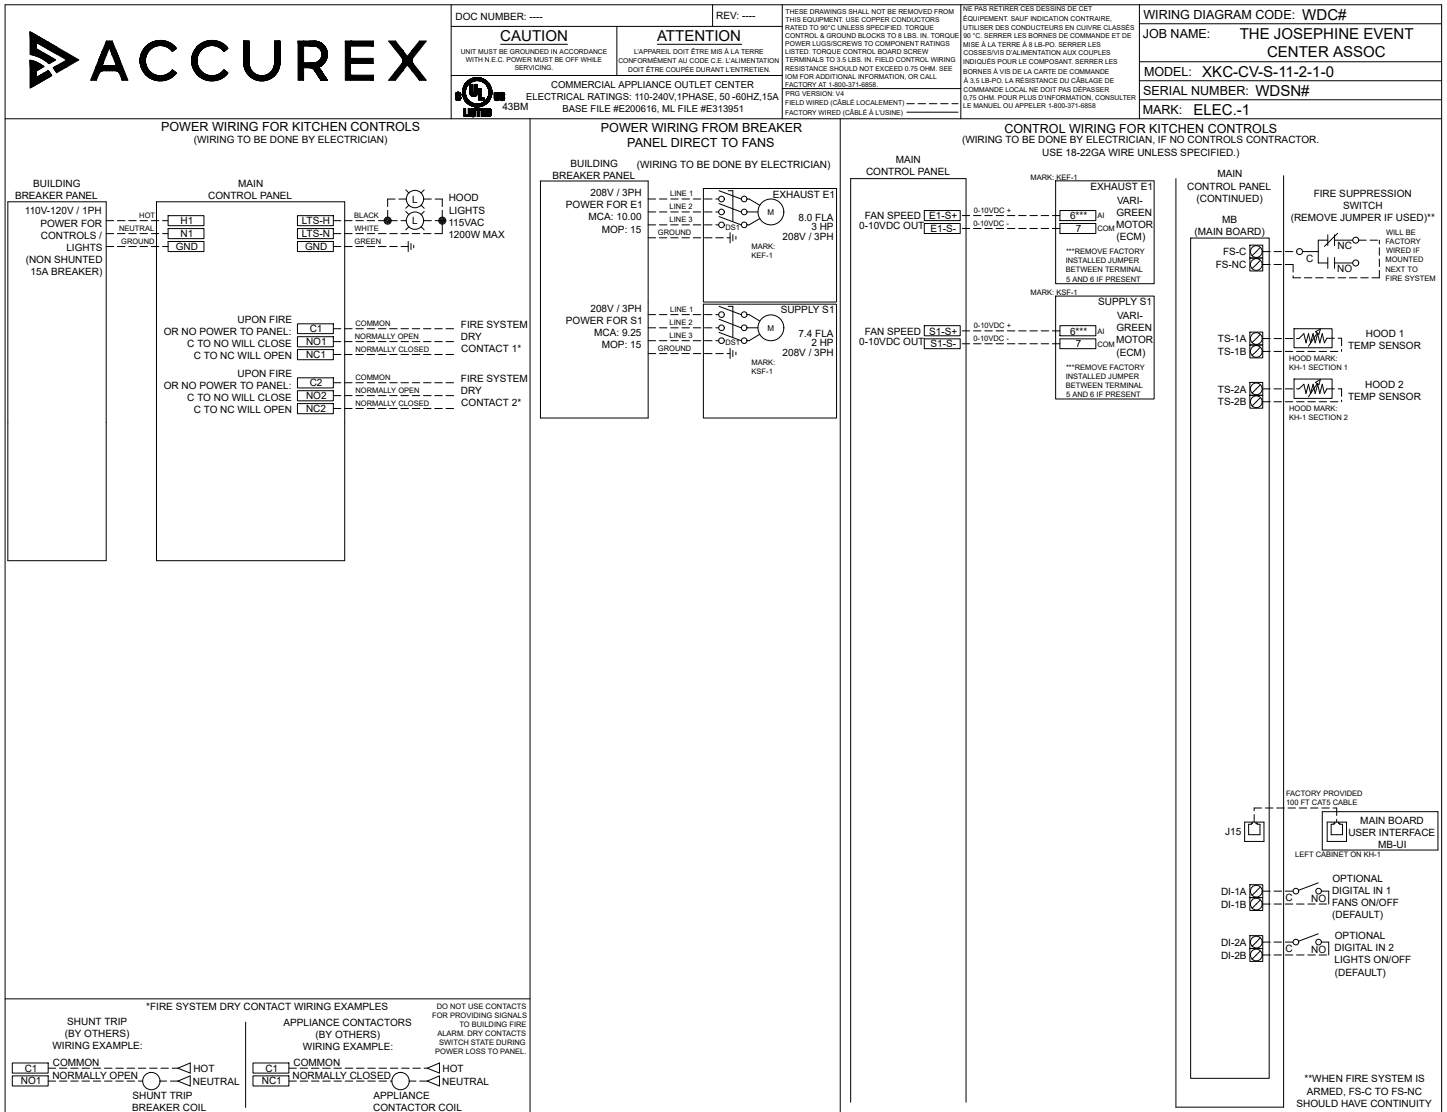 ACCUREX
DOC NUMBER: ----
REV: ----
CAUTION
UNIT MUST BE GROUNDED IN ACCORDANCE
WITH N.E.C. POWER MUST BE OFF WHILE
SERVICING.
ATTENTION
L'APPAREIL DOIT ÊTRE MIS À LA TERRE
CONFORMÉMENT AU CODE C.E. L'ALIMENTATION
DOIT ÊTRE COUPÉE DURANT L'ENTRETIEN.
C UL US
LISTED
43BM
COMMERCIAL APPLIANCE OUTLET CENTER
ELECTRICAL RATINGS: 110-240V,1PHASE, 50 -60HZ,15A
BASE FILE #E200616, ML FILE #E313951
THESE DRAWINGS SHALL NOT BE REMOVED FROM
THIS EQUIPMENT. USE COPPER CONDUCTORS
RATED TO 90°C UNLESS SPECIFIED. TORQUE
CONTROL & GROUND BLOCKS TO 8 LBS. IN. TORQUE
POWER LUGS/SCREWS TO COMPONENT RATINGS
LISTED. TORQUE CONTROL BOARD SCREW
TERMINALS TO 3.5 LBS. IN. FIELD CONTROL WIRING
RESISTANCE SHOULD NOT EXCEED 0.75 OHM. SEE
IOM FOR ADDITIONAL INFORMATION, OR CALL
FACTORY AT 1-800-371-6858.
PRG VERSION: V4
FIELD WIRED (CÂBLÉ LOCALEMENT)
FACTORY WIRED (CÂBLÉ À L'USINE)
NE PAS RETIRER CES DESSINS DE CET
ÉQUIPEMENT. SAUF INDICATION CONTRAIRE,
UTILISER DES CONDUCTEURS EN CUIVRE CLASSÉS
90 °C. SERRER LES BORNES DE COMMANDE ET DE
MISE À LA TERRE À 8 LB-PO. SERRER LES
COSSES/VIS D'ALIMENTATION AUX COUPLES
INDIQUÉS POUR LE COMPOSANT. SERRER LES
BORNES À VIS DE LA CARTE DE COMMANDE
À 3,5 LB-PO. LA RÉSISTANCE DU CÂBLAGE DE
COMMANDE LOCAL NE DOIT PAS DÉPASSER
0,75 OHM. POUR PLUS D'INFORMATION, CONSULTER
LE MANUEL OU APPELER 1-800-371-6858
WIRING DIAGRAM CODE: WDC#
JOB NAME: THE JOSEPHINE EVENT
CENTER ASSOC
MODEL: XKC-CV-S-11-2-1-0
SERIAL NUMBER: WDSN#
MARK: ELEC.-1
POWER WIRING FOR KITCHEN CONTROLS
(WIRING TO BE DONE BY ELECTRICIAN)
BUILDING
BREAKER PANEL
110V-120V / 1PH
POWER FOR
CONTROLS /
LIGHTS
(NON SHUNTED
15A BREAKER)
HOT
NEUTRAL
GROUND
MAIN
CONTROL PANEL
H1
N1
GND
LTS-H
LTS-N
GND
BLACK
WHITE
GREEN
L
L
HOOD
LIGHTS
115VAC
1200W MAX
UPON FIRE
OR NO POWER TO PANEL:
C TO NO WILL CLOSE
C TO NC WILL OPEN
C1
NO1
NC1
COMMON
NORMALLY OPEN
NORMALLY CLOSED
FIRE SYSTEM
DRY
CONTACT 1*
UPON FIRE
OR NO POWER TO PANEL:
C TO NO WILL CLOSE
C TO NC WILL OPEN
C2
NO2
NC2
COMMON
NORMALLY OPEN
NORMALLY CLOSED
FIRE SYSTEM
DRY
CONTACT 2*
*FIRE SYSTEM DRY CONTACT WIRING EXAMPLES
SHUNT TRIP
(BY OTHERS)
WIRING EXAMPLE:
C1
NO1
COMMON
NORMALLY OPEN
HOT
NEUTRAL
SHUNT TRIP
BREAKER COIL
APPLIANCE CONTACTORS
(BY OTHERS)
WIRING EXAMPLE:
C1
NC1
COMMON
NORMALLY CLOSED
HOT
NEUTRAL
APPLIANCE
CONTACTOR COIL
DO NOT USE CONTACTS
FOR PROVIDING SIGNALS
TO BUILDING FIRE
ALARM. DRY CONTACTS
SWITCH STATE DURING
POWER LOSS TO PANEL.
POWER WIRING FROM BREAKER
PANEL DIRECT TO FANS
(WIRING TO BE DONE BY ELECTRICIAN)
BUILDING
BREAKER PANEL
208V / 3PH
POWER FOR E1
MCA: 10.00
MOP: 15
LINE 1
LINE 2
LINE 3
GROUND
DS1
M
EXHAUST E1
8.0 FLA
3 HP
208V / 3PH
MARK:
KEF-1
208V / 3PH
POWER FOR S1
MCA: 9.25
MOP: 15
LINE 1
LINE 2
LINE 3
GROUND
DS1
M
SUPPLY S1
7.4 FLA
2 HP
208V / 3PH
MARK:
KSF-1
CONTROL WIRING FOR KITCHEN CONTROLS
(WIRING TO BE DONE BY ELECTRICIAN, IF NO CONTROLS CONTRACTOR.
USE 18-22GA WIRE UNLESS SPECIFIED.)
MAIN
CONTROL PANEL
FAN SPEED
0-10VDC OUT
E1-S+
E1-S-
0-10VDC +
0-10VDC -
MARK: KEF-1
EXHAUST E1
6*** AI
7 COM
VARI-
GREEN
MOTOR
(ECM)
***REMOVE FACTORY
INSTALLED JUMPER
BETWEEN TERMINAL
5 AND 6 IF PRESENT
FAN SPEED
0-10VDC OUT
S1-S+
S1-S-
0-10VDC +
0-10VDC -
MARK: KSF-1
SUPPLY S1
6*** AI
7 COM
VARI-
GREEN
MOTOR
(ECM)
***REMOVE FACTORY
INSTALLED JUMPER
BETWEEN TERMINAL
5 AND 6 IF PRESENT
MAIN
CONTROL PANEL
(CONTINUED)
MB
(MAIN BOARD)
FS-C
FS-NC
FIRE SUPPRESSION
SWITCH
(REMOVE JUMPER IF USED)**
C
NC
NO
WILL BE
FACTORY
WIRED IF
MOUNTED
NEXT TO
FIRE SYSTEM
TS-1A
TS-1B
HOOD 1
TEMP SENSOR
HOOD MARK:
KH-1 SECTION 1
TS-2A
TS-2B
HOOD 2
TEMP SENSOR
HOOD MARK:
KH-1 SECTION 2
FACTORY PROVIDED
100 FT CAT5 CABLE
J15
MAIN BOARD
USER INTERFACE
MB-UI
LEFT CABINET ON KH-1
DI-1A
DI-1B
C
NO
OPTIONAL
DIGITAL IN 1
FANS ON/OFF
(DEFAULT)
DI-2A
DI-2B
C
NO
OPTIONAL
DIGITAL IN 2
LIGHTS ON/OFF
(DEFAULT)
**WHEN FIRE SYSTEM IS
ARMED, FS-C TO FS-NC
SHOULD HAVE CONTINUITY